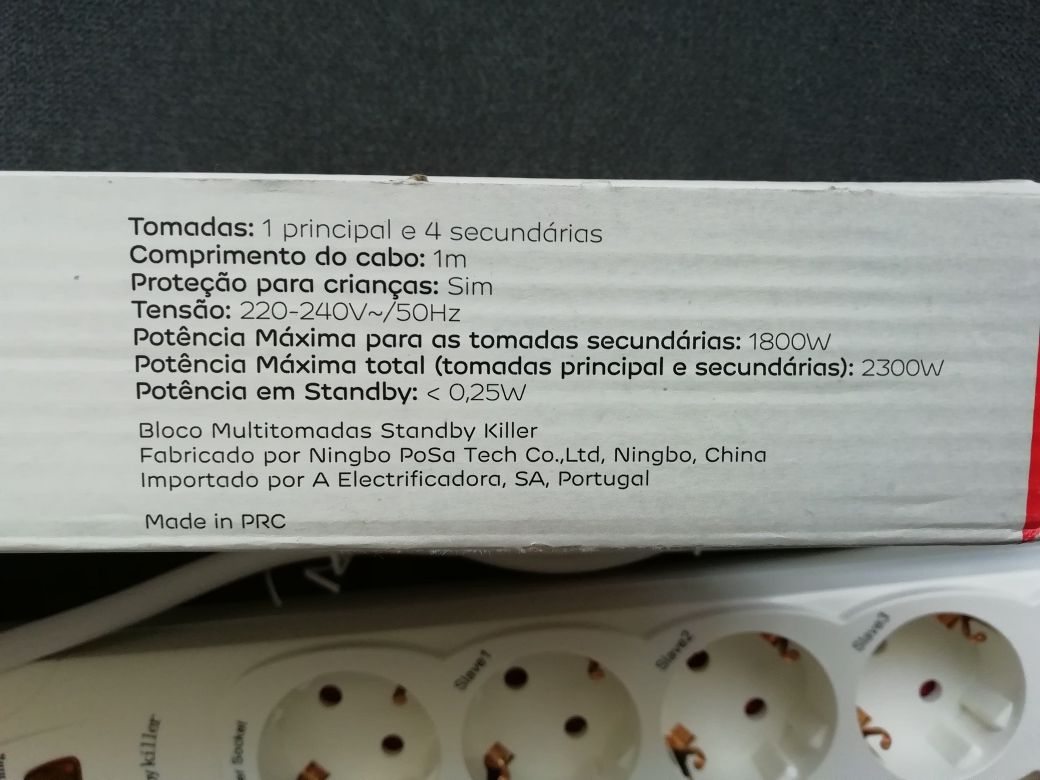 Tomadas: 1 principal e 4 secundárias
Comprimento do cabo: 1m
Proteção para crianças: Sim
Tensão: 220-240V~/50Hz
Potência Máxima para as tomadas secundárias: 1800W
Potência Máxima total (tomadas principal e secundárias): 2300W
Potência em Standby: < 0,25W
Bloco Multitomadas Standby Killer
Fabricado por Ningbo PoSa Tech Co.,Ltd, Ningbo, China
Importado por A Electrificadora, SA, Portugal
Made in PRC
Slave1
Slave2
Slave3
killer